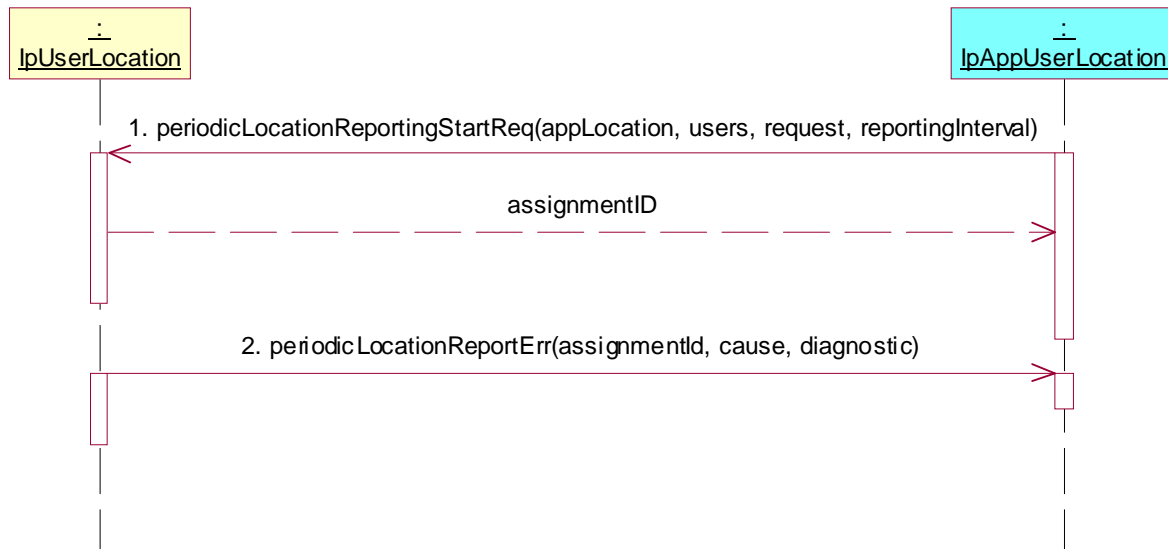 :
IpUserLocation
:
IpAppUserLocation
1. periodicLocationReportingStartReq(appLocation, users, request, reportingInterval)
assignmentID
2. periodicLocationReportErr(assignmentId, cause, diagnostic)